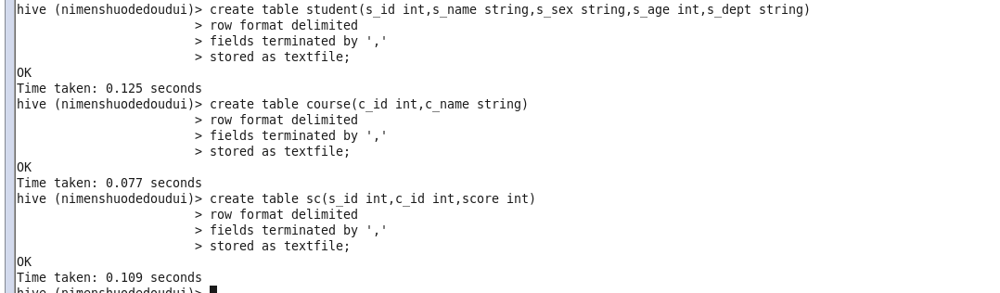 hive (nimenshuodedoudui)> create table student(s_id int,s_name string,s_sex string,s_age int,s_dept string)
                        > row format delimited
                        > fields terminated by ','
                        > stored as textfile;
OK
Time taken: 0.125 seconds
hive (nimenshuodedoudui)> create table course(c_id int,c_name string)
                        > row format delimited
                        > fields terminated by ','
                        > stored as textfile;
OK
Time taken: 0.077 seconds
hive (nimenshuodedoudui)> create table sc(s_id int,c_id int,score int)
                        > row format delimited
                        > fields terminated by ','
                        > stored as textfile;
OK
Time taken: 0.109 seconds
hive (nimenshuodedoudui)>